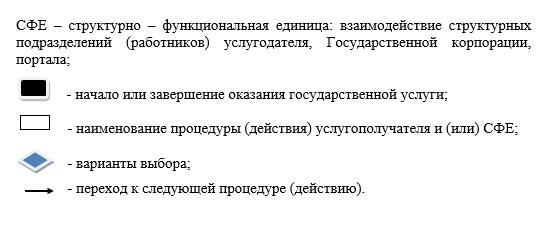 СФЕ – структурно – функциональная единица: взаимодействие структурных
подразделений (работников) услугодателя, Государственной корпорации,
портала;
- начало или завершение оказания государственной услуги;
- наименование процедуры (действия) услугополучателя и (или) СФЕ;
- варианты выбора;
- переход к следующей процедуре (действию).